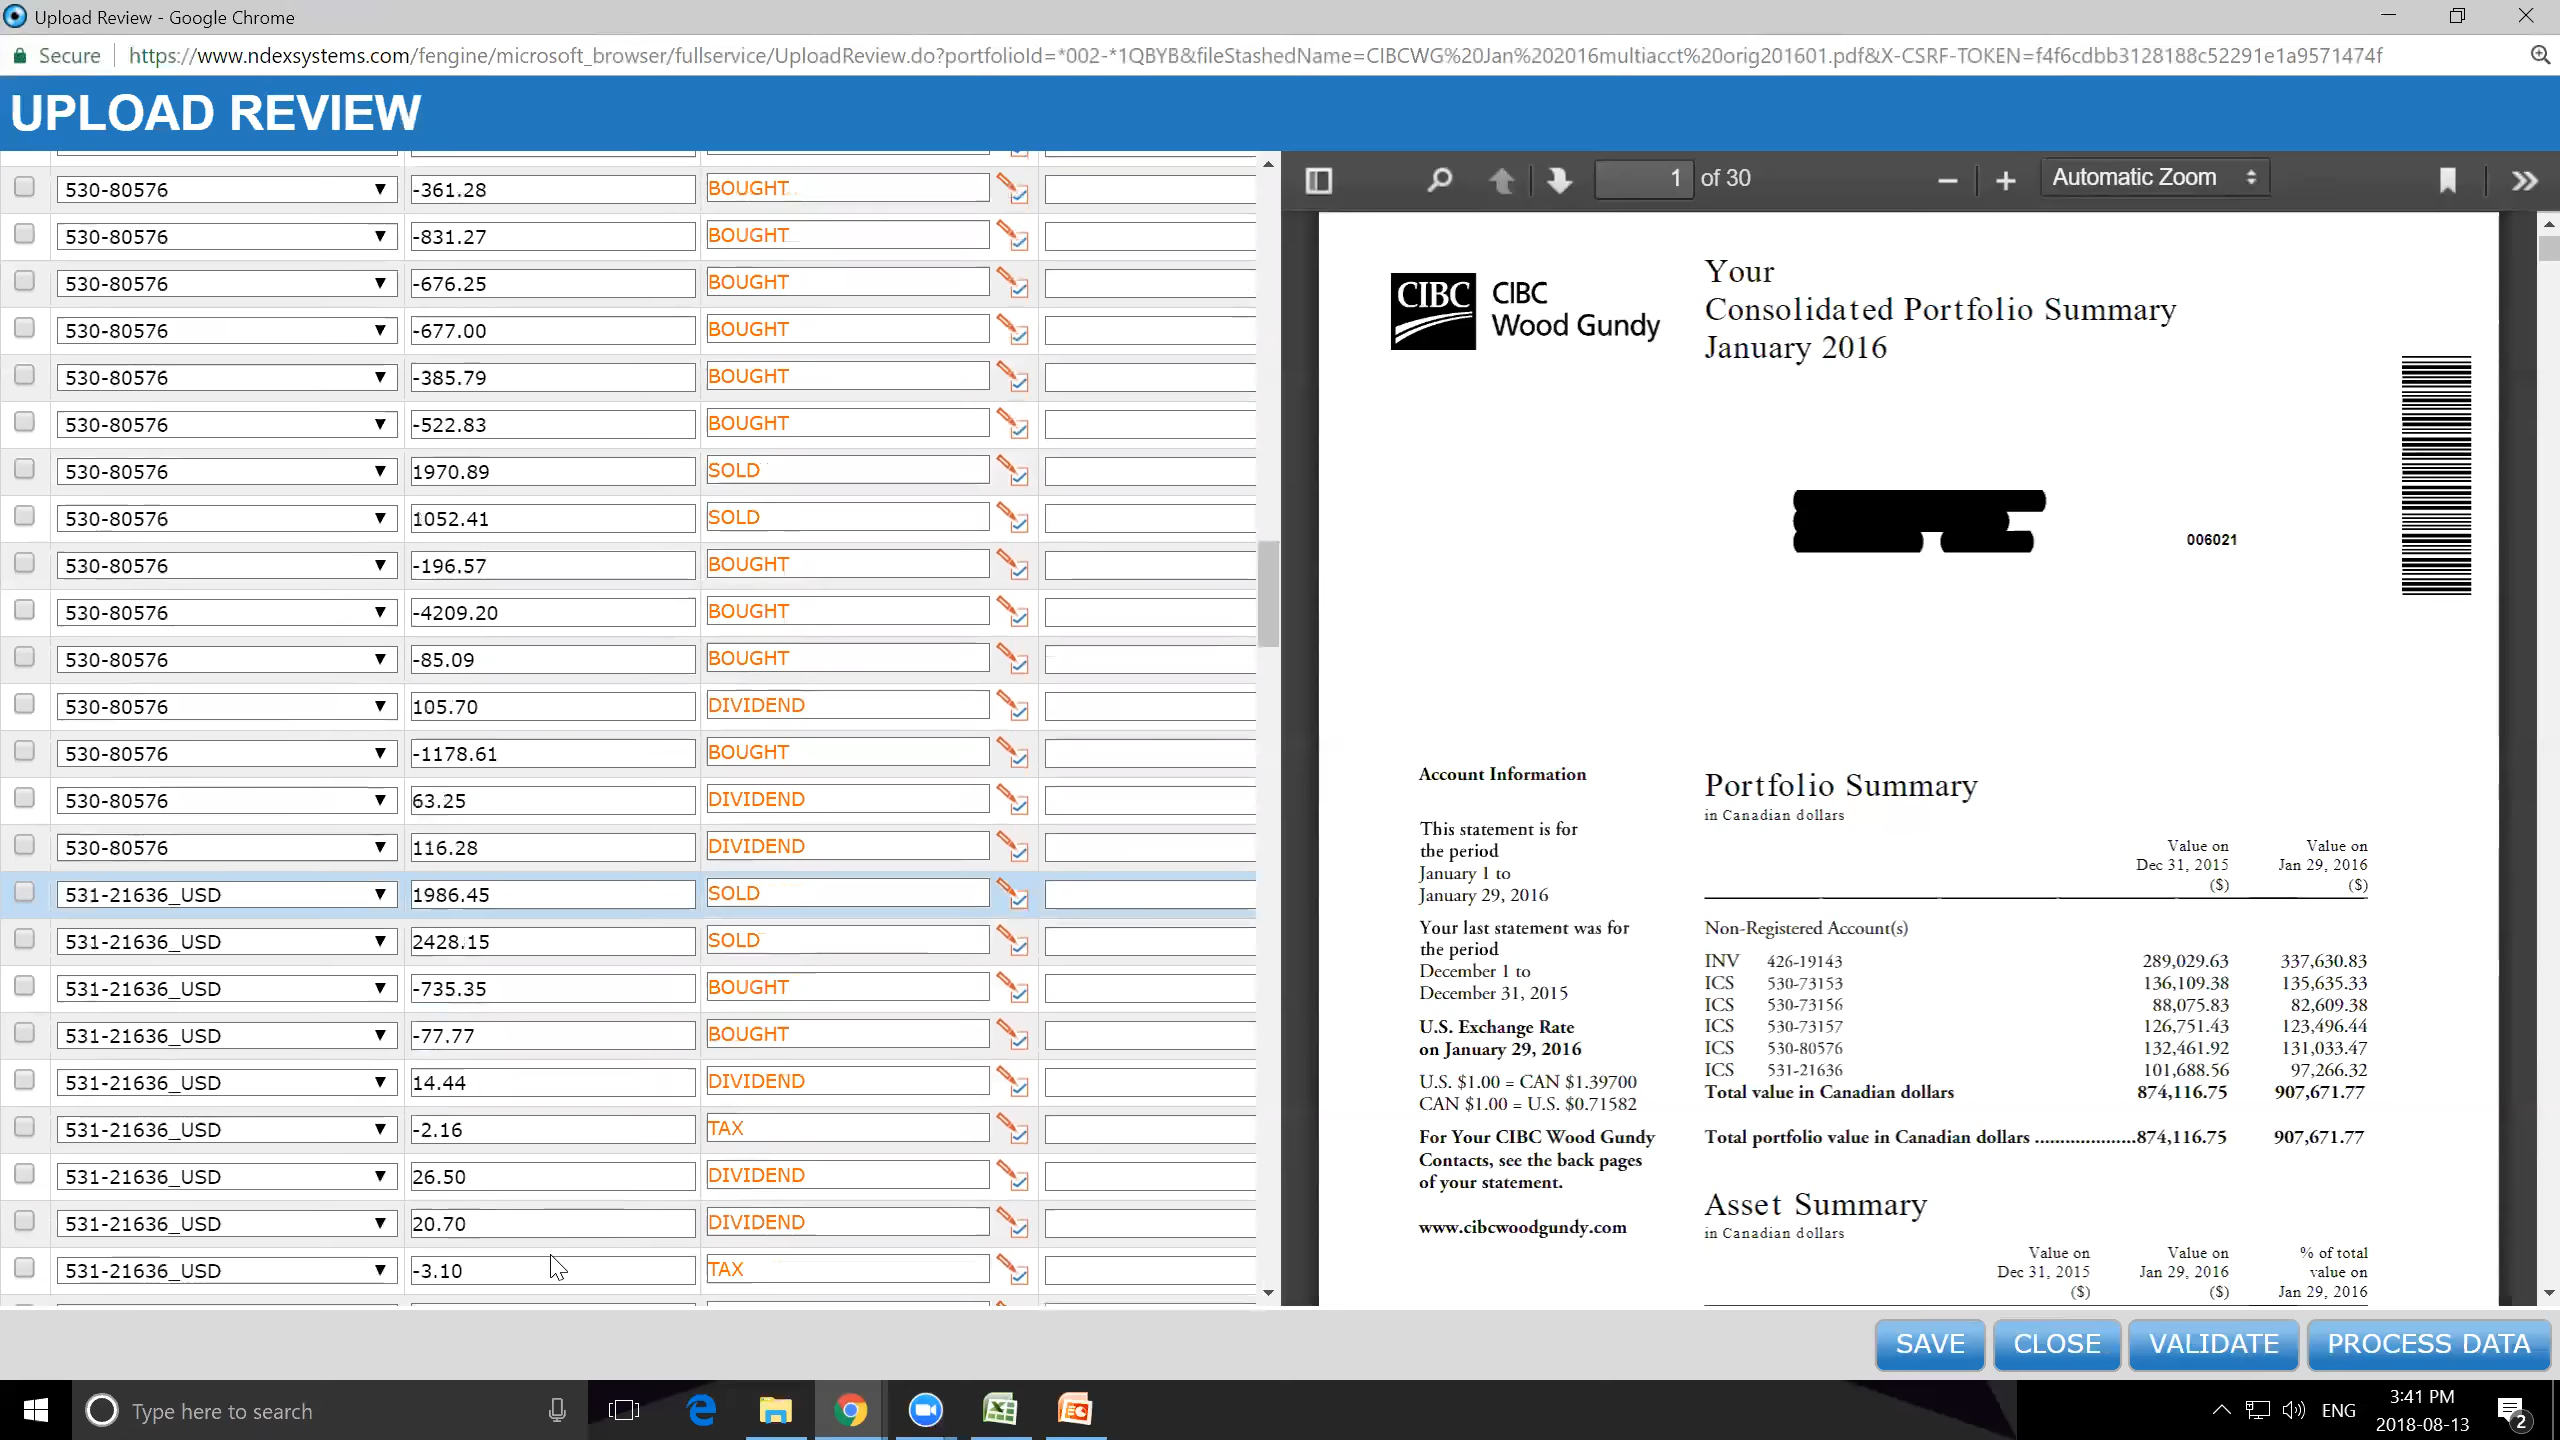 Upload Review - Google Chrome
Secure https://www.ndexsystems.com/fengine/microsoft_browser/fullservice/UploadReview.do?portfolioId=*002-*1QBYB&fileStashedName=CIBCWG%20Jan%202016multiacct%20orig201601.pdf&X-CSRF-TOKEN=f4f6cdbb3128188c52291e1a9571474f
UPLOAD REVIEW
530-80576 -361.28 BOUGHT
530-80576 -831.27 BOUGHT
530-80576 -676.25 BOUGHT
530-80576 -677.00 BOUGHT
530-80576 -385.79 BOUGHT
530-80576 -522.83 BOUGHT
530-80576 1970.89 SOLD
530-80576 1052.41 SOLD
530-80576 -196.57 BOUGHT
530-80576 -4209.20 BOUGHT
530-80576 -85.09 BOUGHT
530-80576 105.70 DIVIDEND
530-80576 -1178.61 BOUGHT
530-80576 63.25 DIVIDEND
530-80576 116.28 DIVIDEND
531-21636_USD 1986.45 SOLD
531-21636_USD 2428.15 SOLD
531-21636_USD -735.35 BOUGHT
531-21636_USD -77.77 BOUGHT
531-21636_USD 14.44 DIVIDEND
531-21636_USD -2.16 TAX
531-21636_USD 26.50 DIVIDEND
531-21636_USD 20.70 DIVIDEND
531-21636_USD -3.10 TAX
1 of 30 Automatic Zoom
CIBC
CIBC
Wood Gundy
Your
Consolidated Portfolio Summary
January 2016
006021
Account Information
This statement is for
the period
January 1 to
January 29, 2016
Your last statement was for
the period
December 1 to
December 31, 2015
U.S. Exchange Rate
on January 29, 2016
U.S. $1.00 = CAN $1.39700
CAN $1.00 = U.S. $0.71582
For Your CIBC Wood Gundy
Contacts, see the back pages
of your statement.
www.cibcwoodgundy.com
Portfolio Summary
in Canadian dollars
Value on Value on
Dec 31, 2015 Jan 29, 2016
($) ($)
Non-Registered Account(s)
INV 426-19143 289,029.63 337,630.83
ICS 530-73153 136,109.38 135,635.33
ICS 530-73156 88,075.83 82,609.38
ICS 530-73157 126,751.43 123,496.44
ICS 530-80576 132,461.92 131,033.47
ICS 531-21636 101,688.56 97,266.32
Total value in Canadian dollars 874,116.75 907,671.77
Total portfolio value in Canadian dollars ...................874,116.75 907,671.77
Asset Summary
in Canadian dollars
Value on Value on % of total
Dec 31, 2015 Jan 29, 2016 value on
($) ($) Jan 29, 2016
SAVE CLOSE VALIDATE PROCESS DATA
Type here to search
ENG
3:41 PM
2018-08-13
2